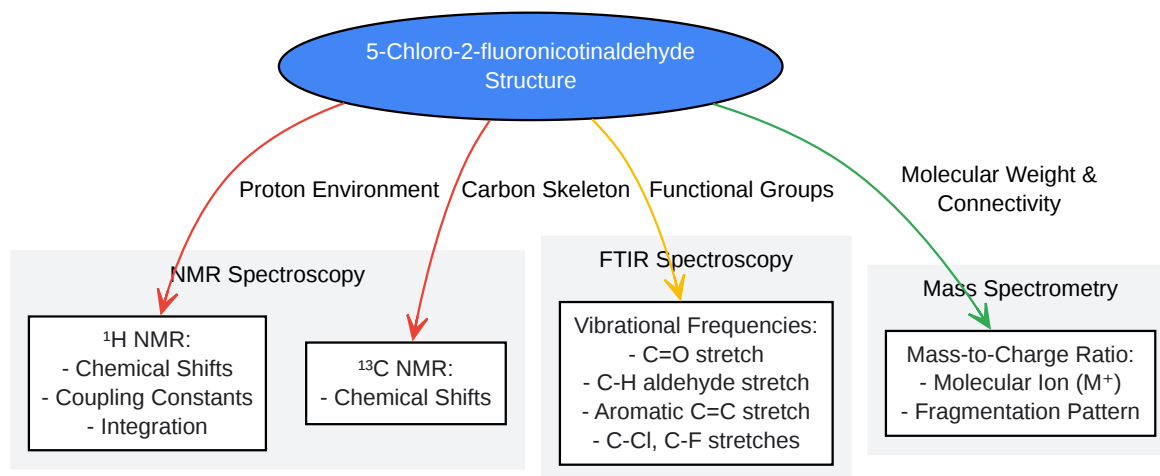 5-Chloro-2-fluoronicotinaldehyde
Structure
Proton Environment
Carbon Skeleton
Functional Groups
Molecular Weight &
Connectivity
NMR Spectroscopy
FTIR Spectroscopy
Mass Spectrometry
¹H NMR:
- Chemical Shifts
- Coupling Constants
- Integration
¹³C NMR:
- Chemical Shifts
Vibrational Frequencies:
- C=O stretch
- C-H aldehyde stretch
- Aromatic C=C stretch
- C-Cl, C-F stretches
Mass-to-Charge Ratio:
- Molecular Ion (M⁺)
- Fragmentation Pattern